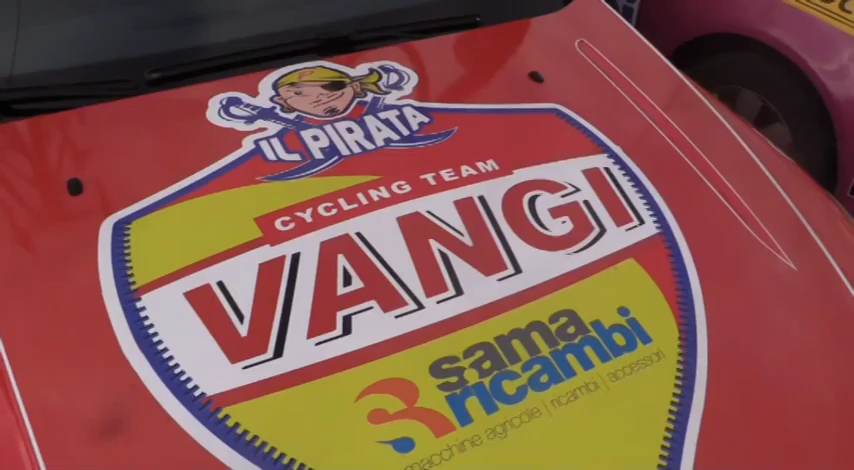 IL PIRATA
CYCLING TEAM
VANGI
sama
ricambi
macchine agricole | ricambi | accessori